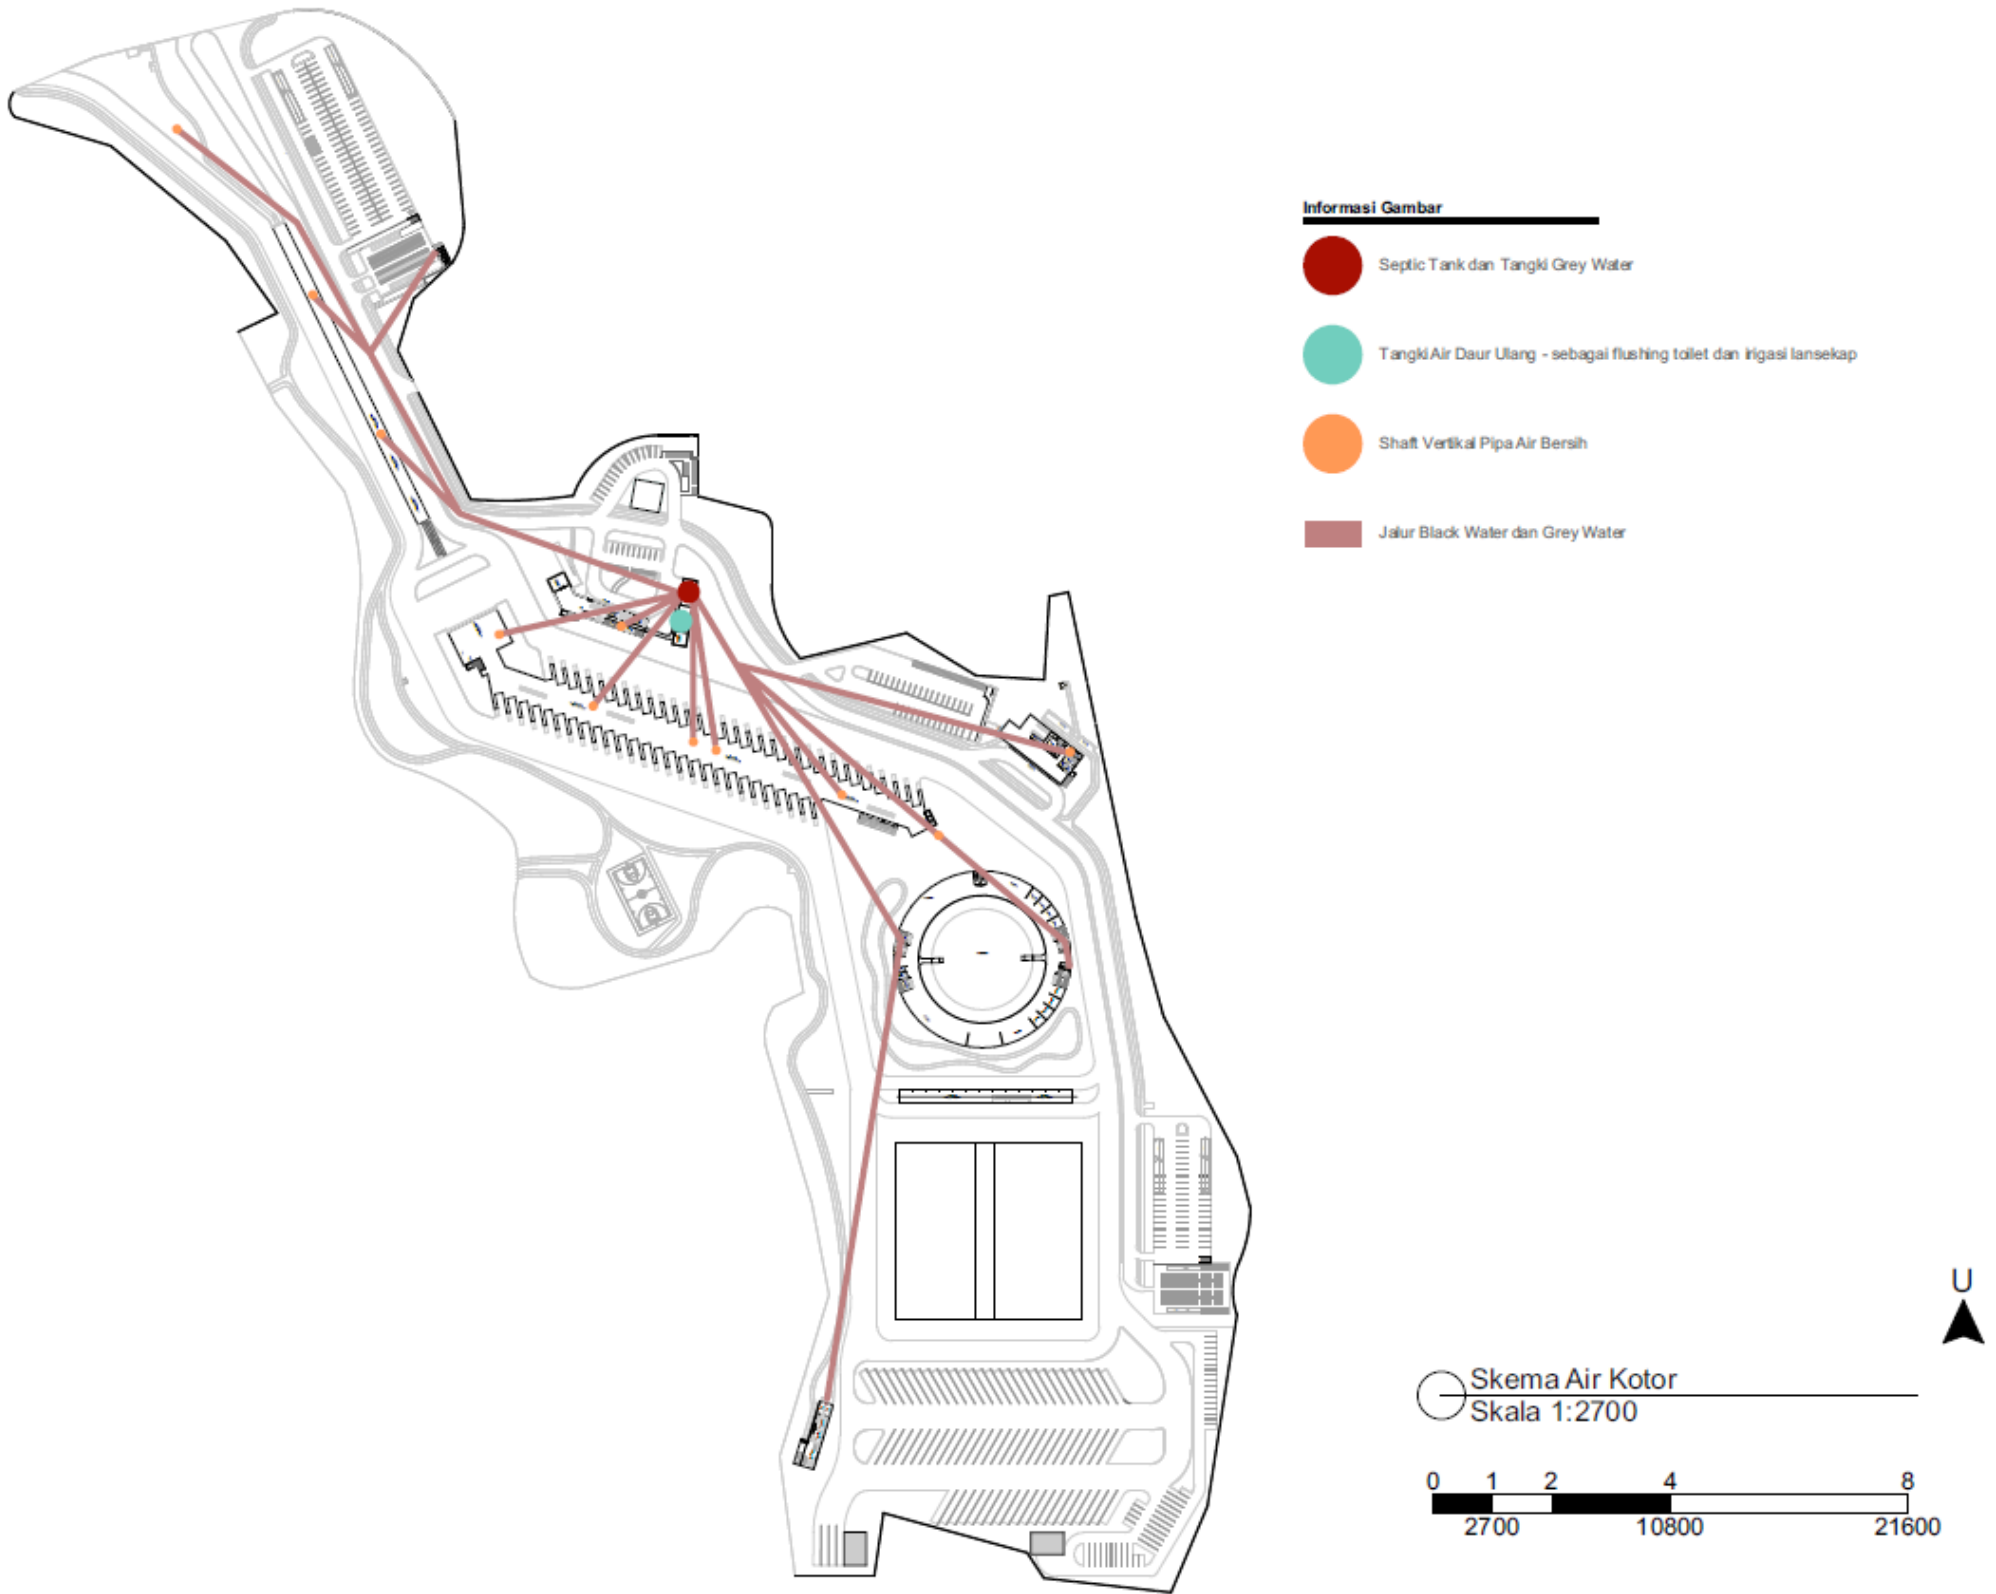 Informasi Gambar
Septic Tank dan Tangki Grey Water
Tangki Air Daur Ulang - sebagai flushing toilet dan irigasi lansekap
Shaft Vertikal Pipa Air Bersih
Jalur Black Water dan Grey Water
U
Skema Air Kotor
Skala 1:2700
0 1 2 4 8
2700 10800 21600